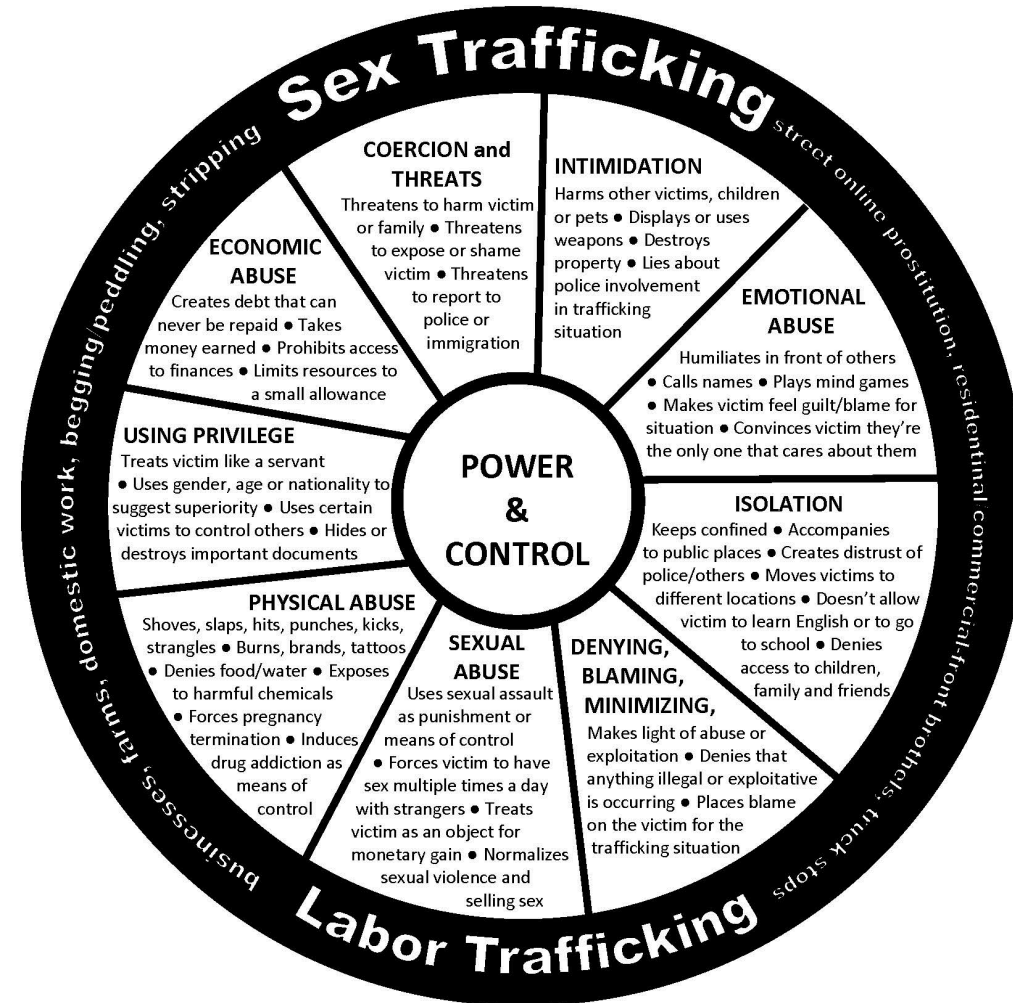 Sex Trafficking
street online prostitution, residentinal/commercial-front brothels, truck stops
Labor Trafficking
businesses, farms, domestic work, begging/peddling, stripping
POWER
&
CONTROL
COERCION and
THREATS
Threatens to harm victim
or family ● Threatens
to expose or shame
victim ● Threatens
to report to
police or
immigration
INTIMIDATION
Harms other victims, children
or pets ● Displays or uses
weapons ● Destroys
property ● Lies about
police involvement
in trafficking
situation
EMOTIONAL
ABUSE
Humiliates in front of others
● Calls names ● Plays mind games
● Makes victim feel guilt/blame for
situation ● Convinces victim they're
the only one that cares about them
ISOLATION
Keeps confined ● Accompanies
to public places ● Creates distrust of
police/others ● Moves victims to
different locations ● Doesn't allow
victim to learn English or to go
to school ● Denies
access to children,
family and friends
DENYING,
BLAMING,
MINIMIZING,
Makes light of abuse or
exploitation ● Denies that
anything illegal or exploitative
is occurring ● Places blame
on the victim for the
trafficking situation
SEXUAL
ABUSE
Uses sexual assault
as punishment or
means of control
● Forces victim to have
sex multiple times a day
with strangers ● Treats
victim as an object for
monetary gain ● Normalizes
sexual violence and
selling sex
PHYSICAL ABUSE
Shoves, slaps, hits, punches, kicks,
strangles ● Burns, brands, tattoos
● Denies food/water ● Exposes
to harmful chemicals
● Forces pregnancy
termination ● Induces
drug addiction as
means of
control
USING PRIVILEGE
Treats victim like a servant
● Uses gender, age or nationality to
suggest superiority ● Uses certain
victims to control others ● Hides or
destroys important documents
ECONOMIC
ABUSE
Creates debt that can
never be repaid ● Takes
money earned ● Prohibits access
to finances ● Limits resources to
a small allowance